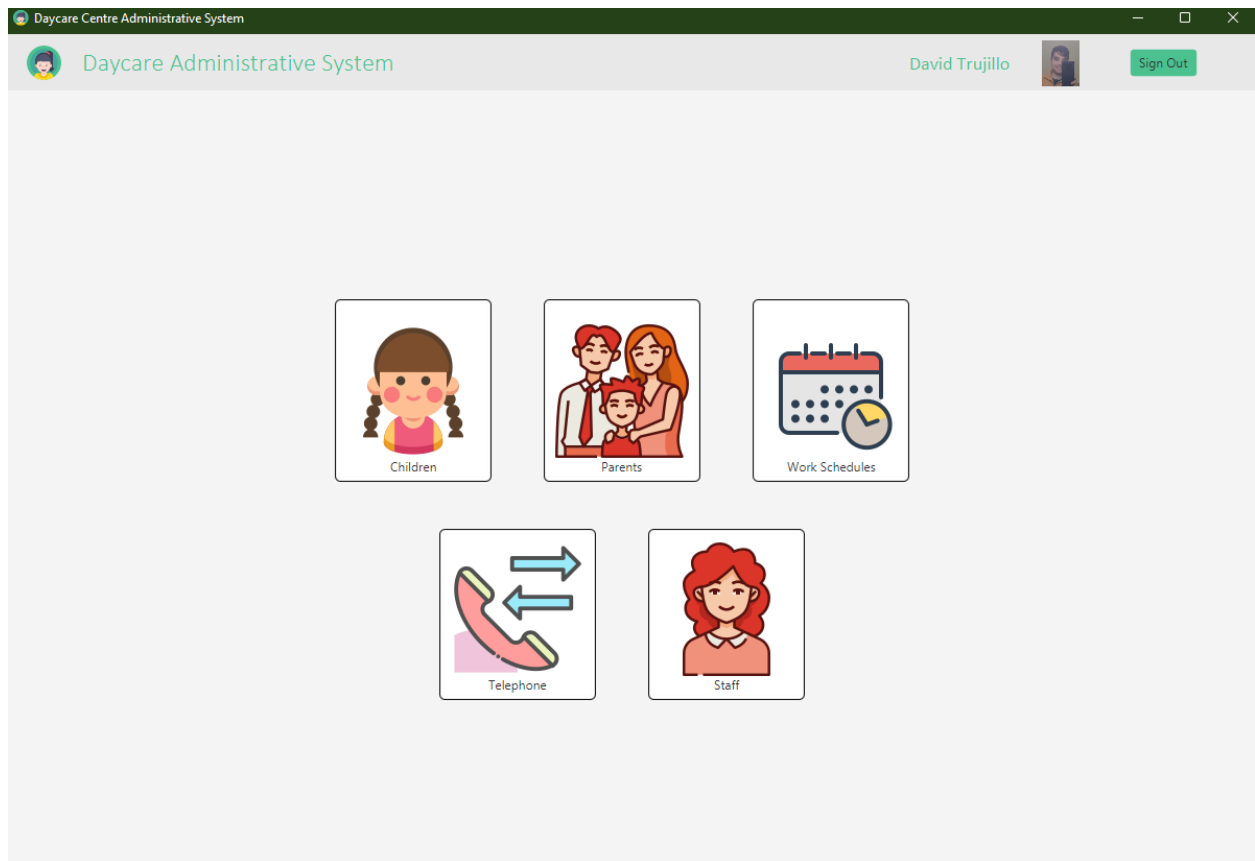 Daycare Centre Administrative System
Daycare Administrative System
David Trujillo
Sign Out
Children
Parents
Work Schedules
Telephone
Staff